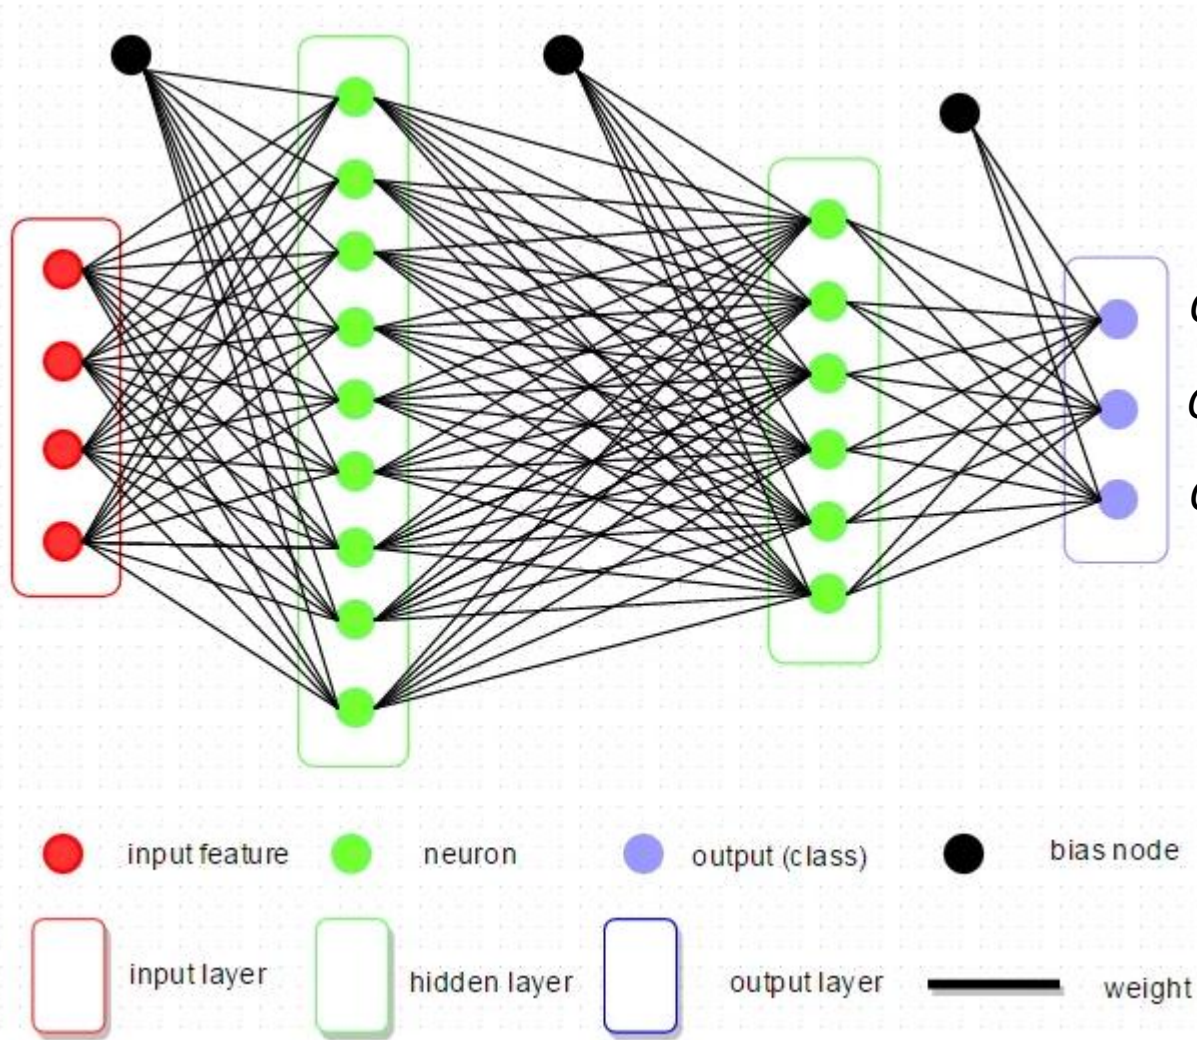 input feature
neuron
output (class)
bias node
input layer
hidden layer
output layer
weight